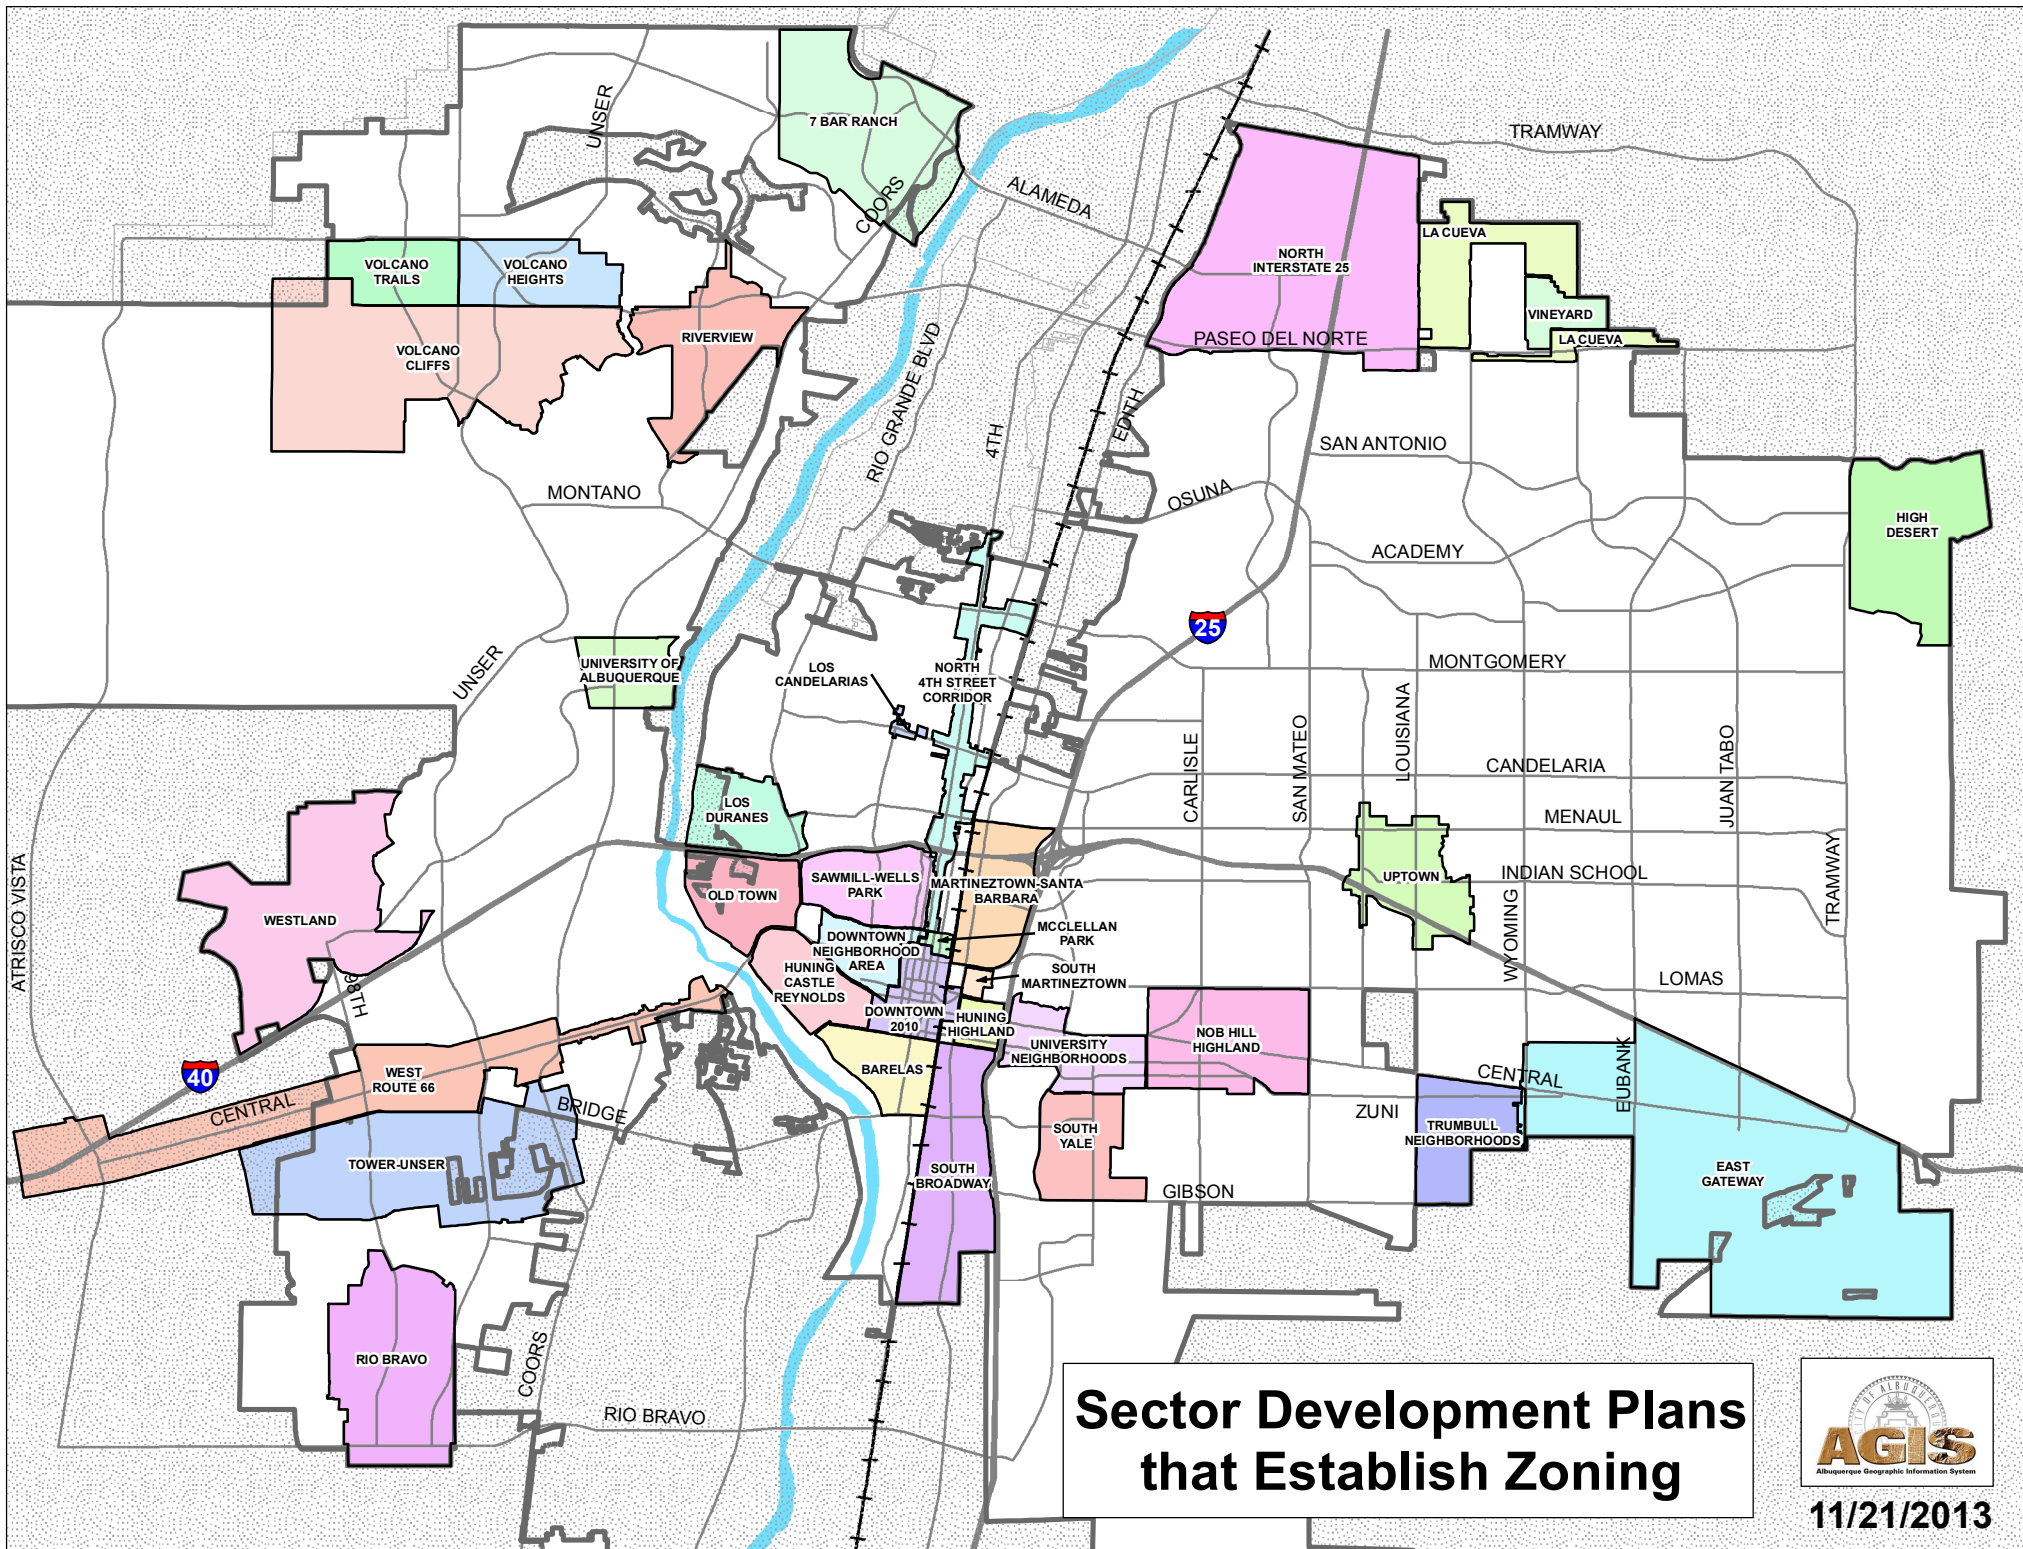 7 BAR RANCH
UNSER
COORS
TRAMWAY
ALAMEDA
LA CUEVA
NORTH
INTERSTATE 25
VOLCANO
TRAILS
VOLCANO
HEIGHTS
VINEYARD
RIVERVIEW
PASEO DEL NORTE
LA CUEVA
VOLCANO
CLIFFS
RIO GRANDE BLVD
4TH
EDITH
SAN ANTONIO
MONTANO
OSUNA
HIGH
DESERT
ACADEMY
25
UNIVERSITY OF
ALBUQUERQUE
UNSER
LOS
CANDELARIAS
NORTH
4TH STREET
CORRIDOR
MONTGOMERY
CARLISLE
SAN MATEO
LOUISIANA
CANDELARIA
JUAN TABO
LOS
DURANES
MENAUL
ATRISCO VISTA
SAWMILL-WELLS
PARK
MARTINEZTOWN-SANTA
BARBARA
UPTOWN
INDIAN SCHOOL
TRAMWAY
OLD TOWN
WESTLAND
WYOMING
MCCLELLAN
PARK
DOWNTOWN
NEIGHBORHOOD
AREA
HUNING
CASTLE
REYNOLDS
SOUTH
MARTINEZTOWN
LOMAS
98TH
DOWNTOWN
2010
HUNING
HIGHLAND
UNIVERSITY
NEIGHBORHOODS
NOB HILL
HIGHLAND
40
WEST
ROUTE 66
BARELAS
CENTRAL
EUBANK
CENTRAL
BRIDGE
ZUNI
SOUTH
YALE
TRUMBULL
NEIGHBORHOODS
TOWER-UNSER
SOUTH
BROADWAY
EAST
GATEWAY
GIBSON
RIO BRAVO
COORS
RIO BRAVO
Sector Development Plans
that Establish Zoning
CITY OF ALBUQUERQUE
AGIS
Albuquerque Geographic Information System
11/21/2013